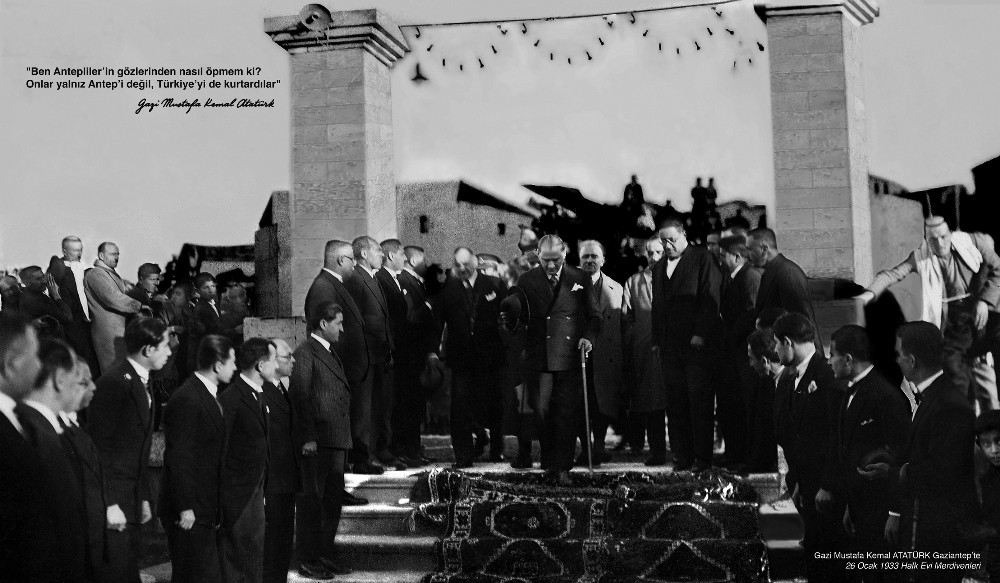 "Ben Antepliler'in gözlerinden nasıl öpmem ki?
Onlar yalnız Antep'i değil, Türkiye'yi de kurtardılar"
Gazi Mustafa Kemal Atatürk
Gazi Mustafa Kemal ATATÜRK Gaziantep'te
26 Ocak 1933 Halk Evi Merdivenleri